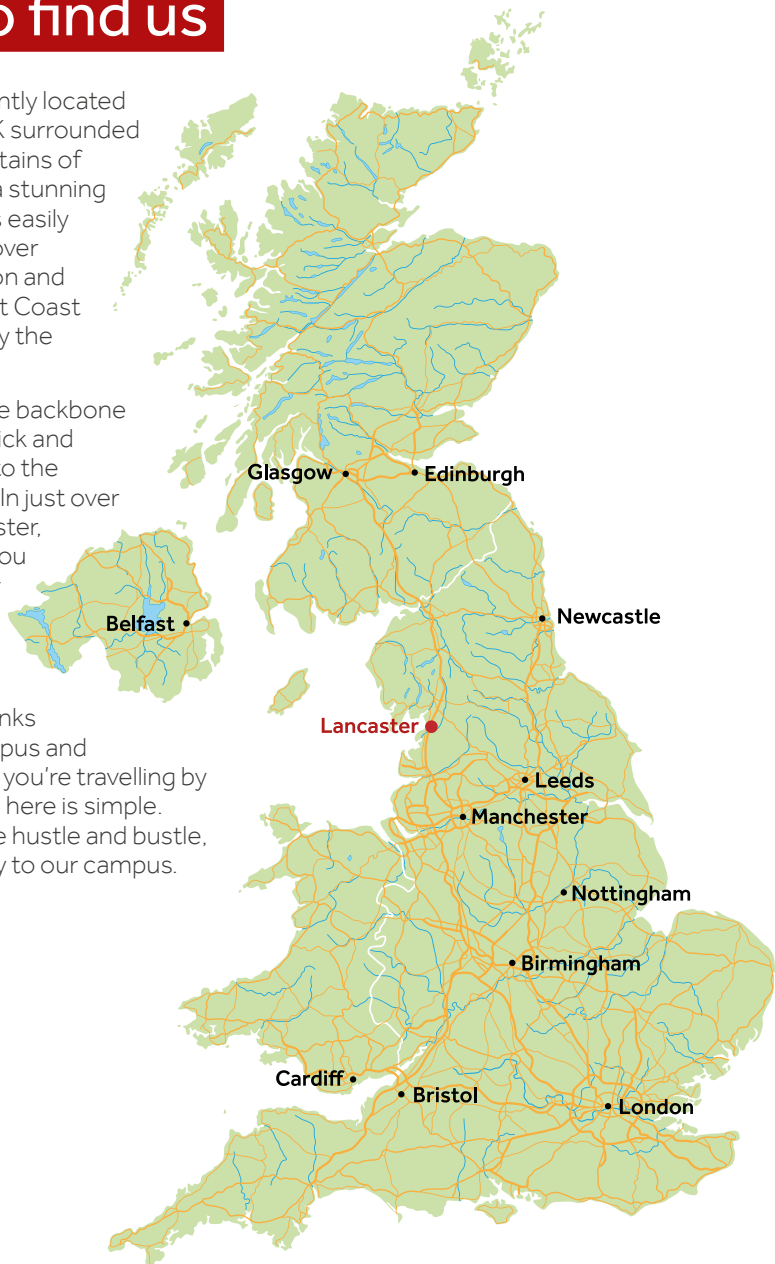 o find us
ntly located
K surrounded
tains of
a stunning
s easily
over
on and
t Coast
y the
e backbone
ick and
to the
In just over
ster,
ou
nks
pus and
you're travelling by
here is simple.
e hustle and bustle,
y to our campus.
Glasgow
Edinburgh
Belfast
Newcastle
Lancaster
Leeds
Manchester
Nottingham
Birmingham
Cardiff
Bristol
London